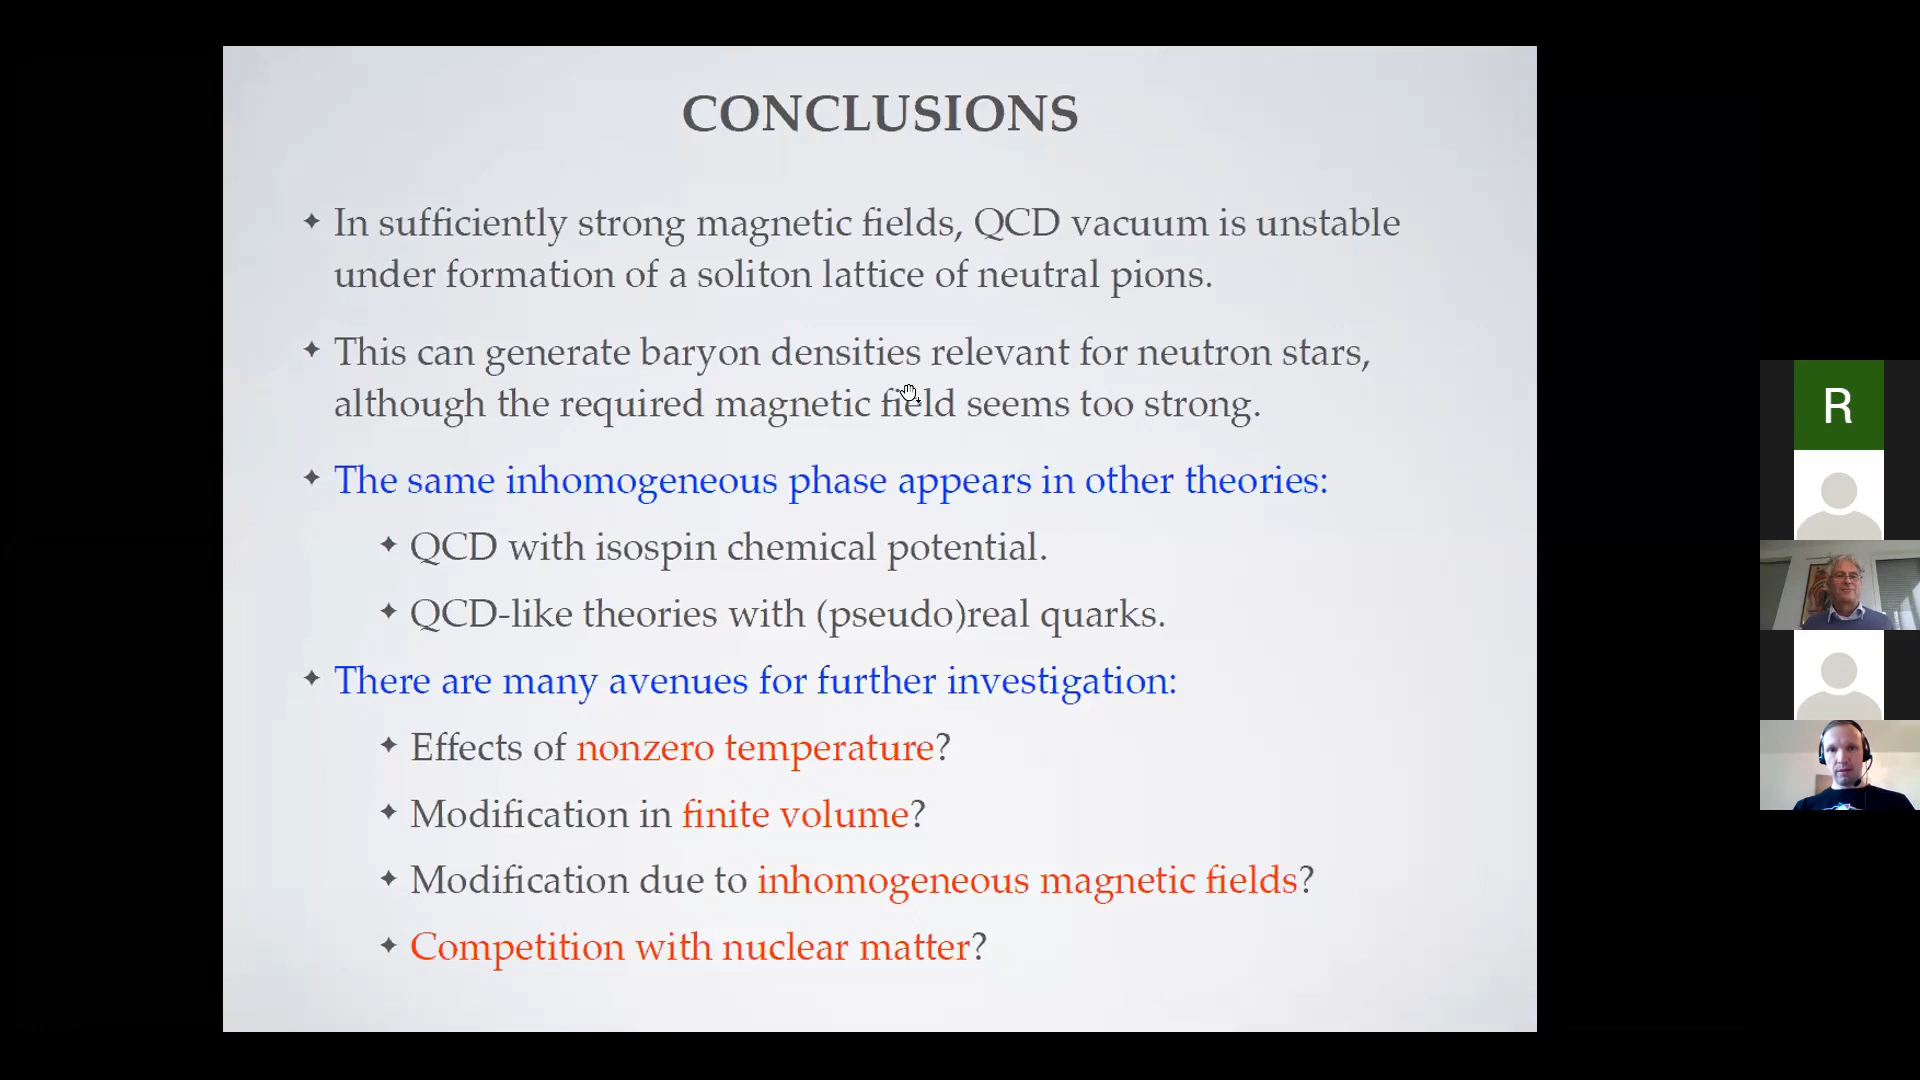 CONCLUSIONS
In sufficiently strong magnetic fields, QCD vacuum is unstable
under formation of a soliton lattice of neutral pions.
This can generate baryon densities relevant for neutron stars,
although the required magnetic field seems too strong.
The same inhomogeneous phase appears in other theories:
QCD with isospin chemical potential.
QCD-like theories with (pseudo)real quarks.
There are many avenues for further investigation:
Effects of nonzero temperature?
Modification in finite volume?
Modification due to inhomogeneous magnetic fields?
Competition with nuclear matter?
R